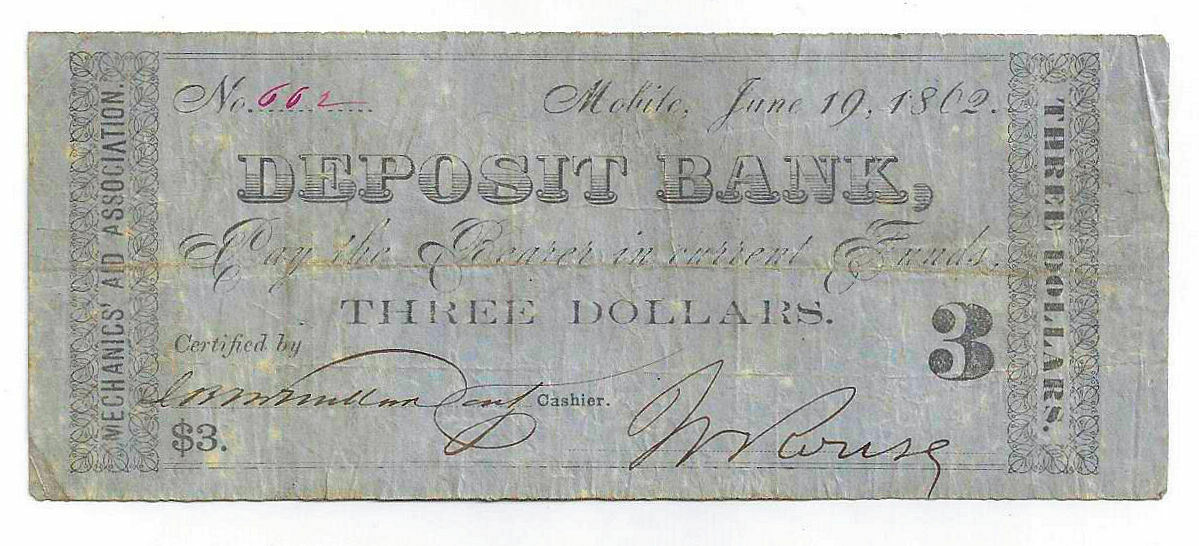 MECHANICS' AID ASSOCIATION.
No. 662
Mobile, June 19, 1862.
DEPOSIT BANK,
Pay the Bearer in current Funds.
THREE DOLLARS.
3
Certified by
Cashier.
W Rouse
$3.
THREE DOLLARS.